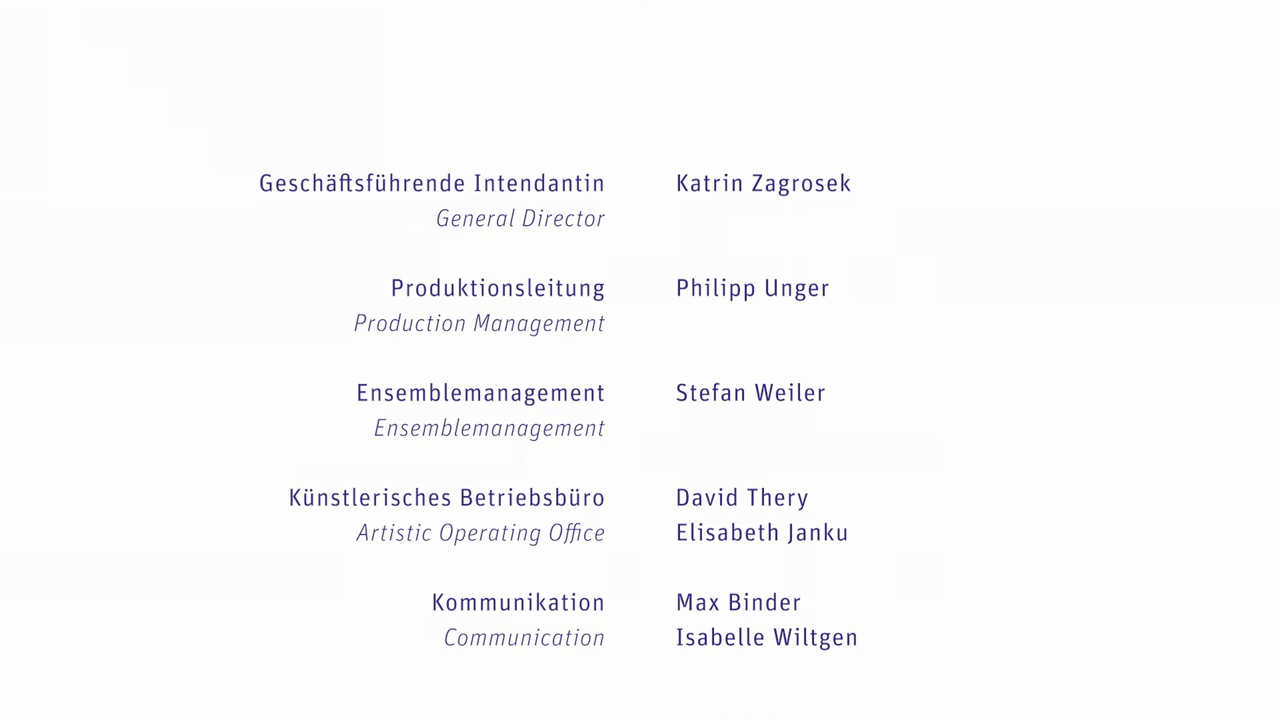 Geschäftsführende Intendantin Katrin Zagrosek
General Director
Produktionsleitung Philipp Unger
Production Management
Ensemblemanagement Stefan Weiler
Ensemblemanagement
Künstlerisches Betriebsbüro David Thery
Artistic Operating Office Elisabeth Janku
Kommunikation Max Binder
Communication Isabelle Wiltgen